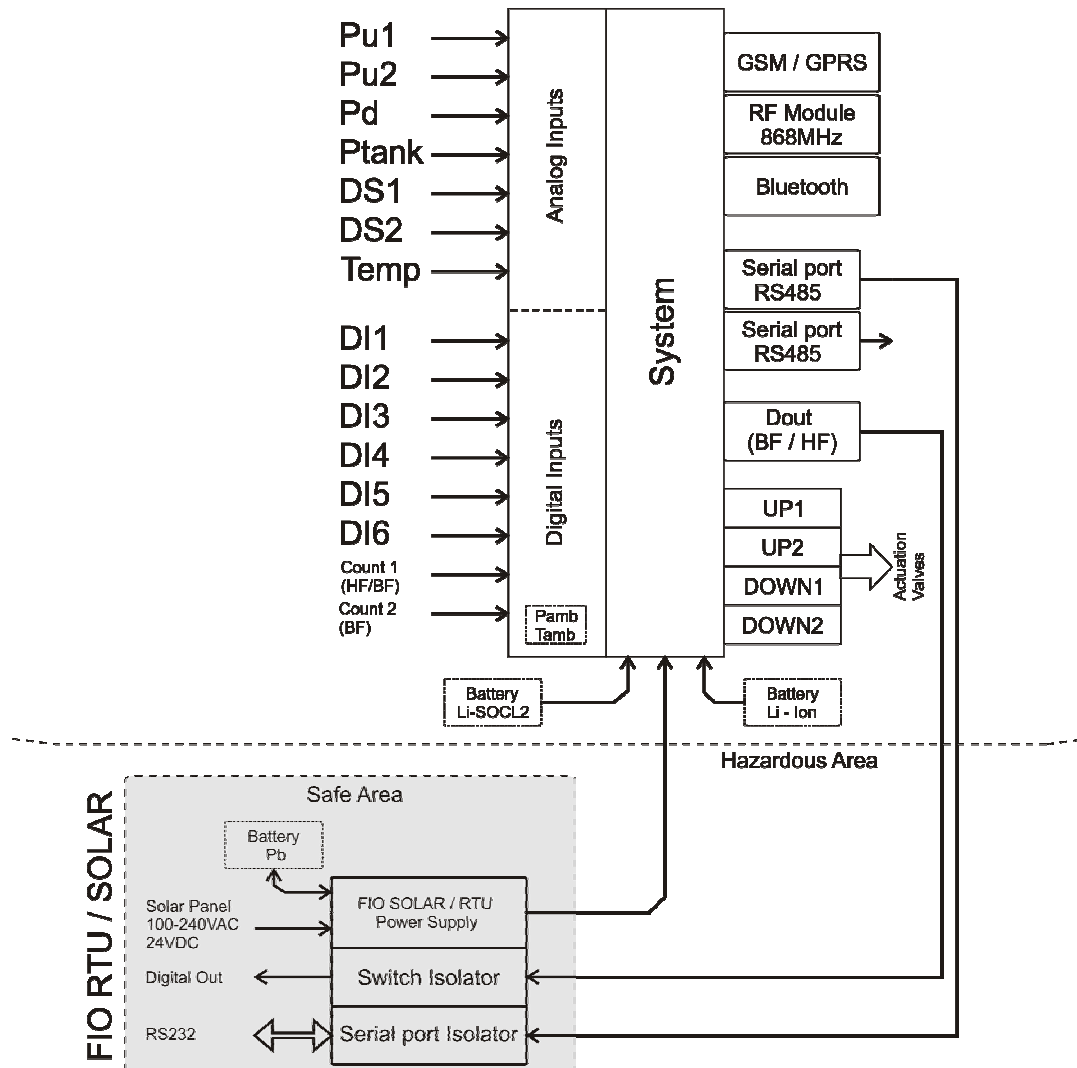 Pu1
Pu2
Pd
Ptank
DS1
DS2
Temp
Analog Inputs
DI1
DI2
DI3
DI4
DI5
DI6
Count 1
(HF/BF)
Count 2
(BF)
Digital Inputs
Pamb
Tamb
System
GSM / GPRS
RF Module
868MHz
Bluetooth
Serial port
RS485
Serial port
RS485
Dout
(BF / HF)
UP1
UP2
DOWN1
DOWN2
Actuation
Valves
Battery
Li-SOCL2
Battery
Li - Ion
Hazardous Area
FIO RTU / SOLAR
Safe Area
Battery
Pb
Solar Panel
100-240VAC
24VDC
FIO SOLAR / RTU
Power Supply
Digital Out
Switch Isolator
RS232
Serial port Isolator